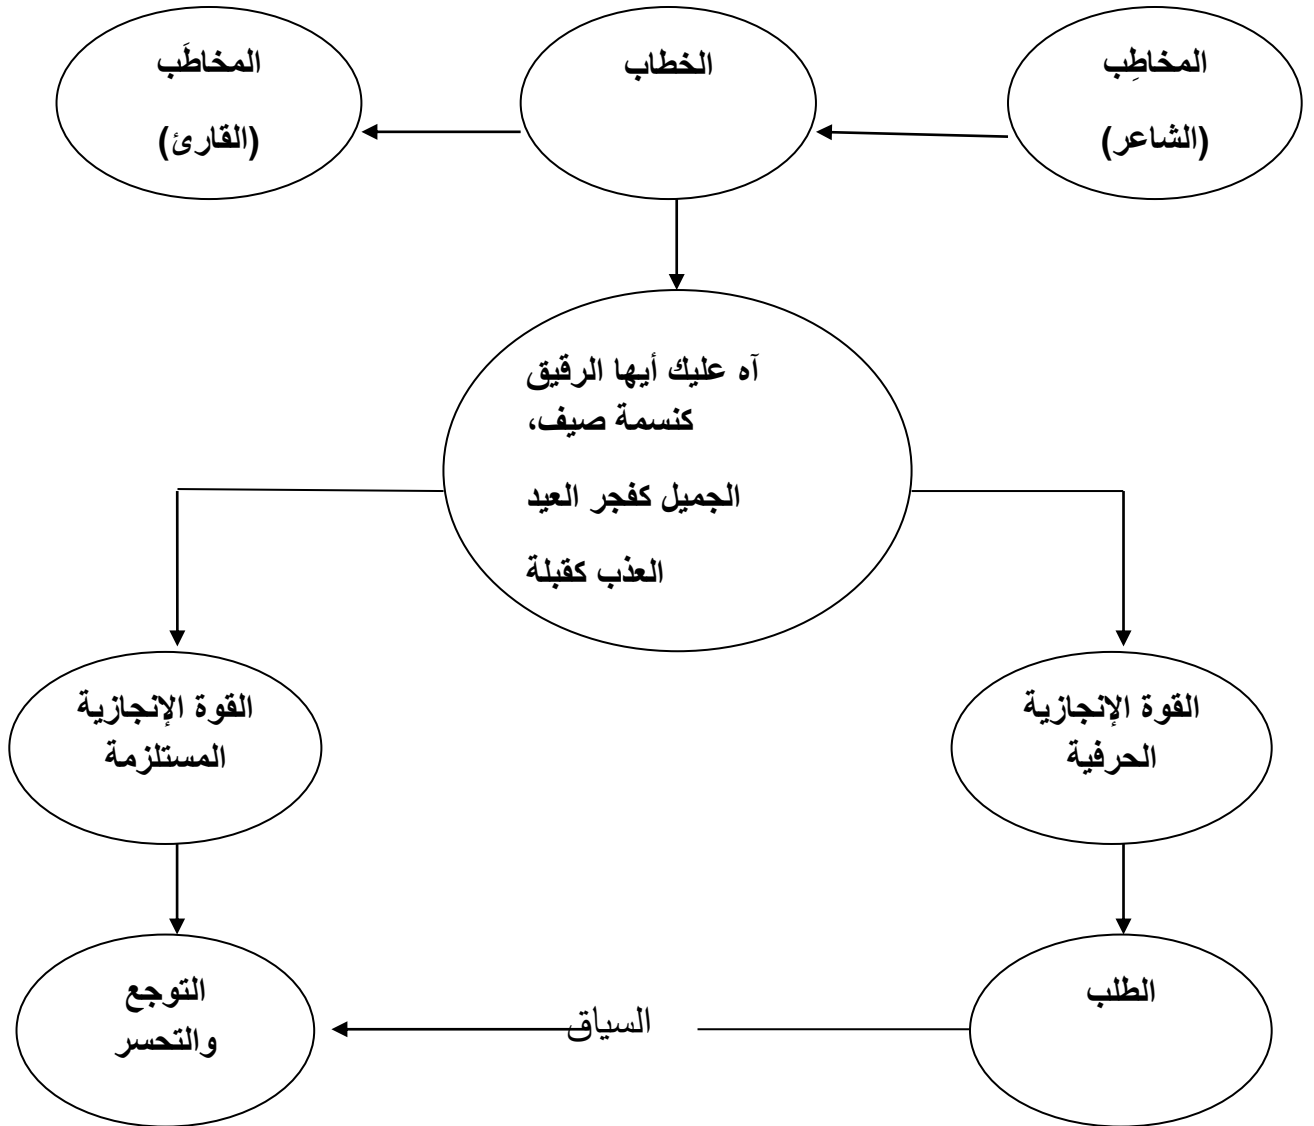 المخاطِب
(الشاعر)
الخطاب
المخاطَب
(القارئ)
آه عليك أيها الرقيق
كنسمة صيف،
الجميل كفجر العيد
العذب كقبلة
القوة الإنجازية
الحرفية
القوة الإنجازية
المستلزمة
الطلب
السياق
التوجع
والتحسر